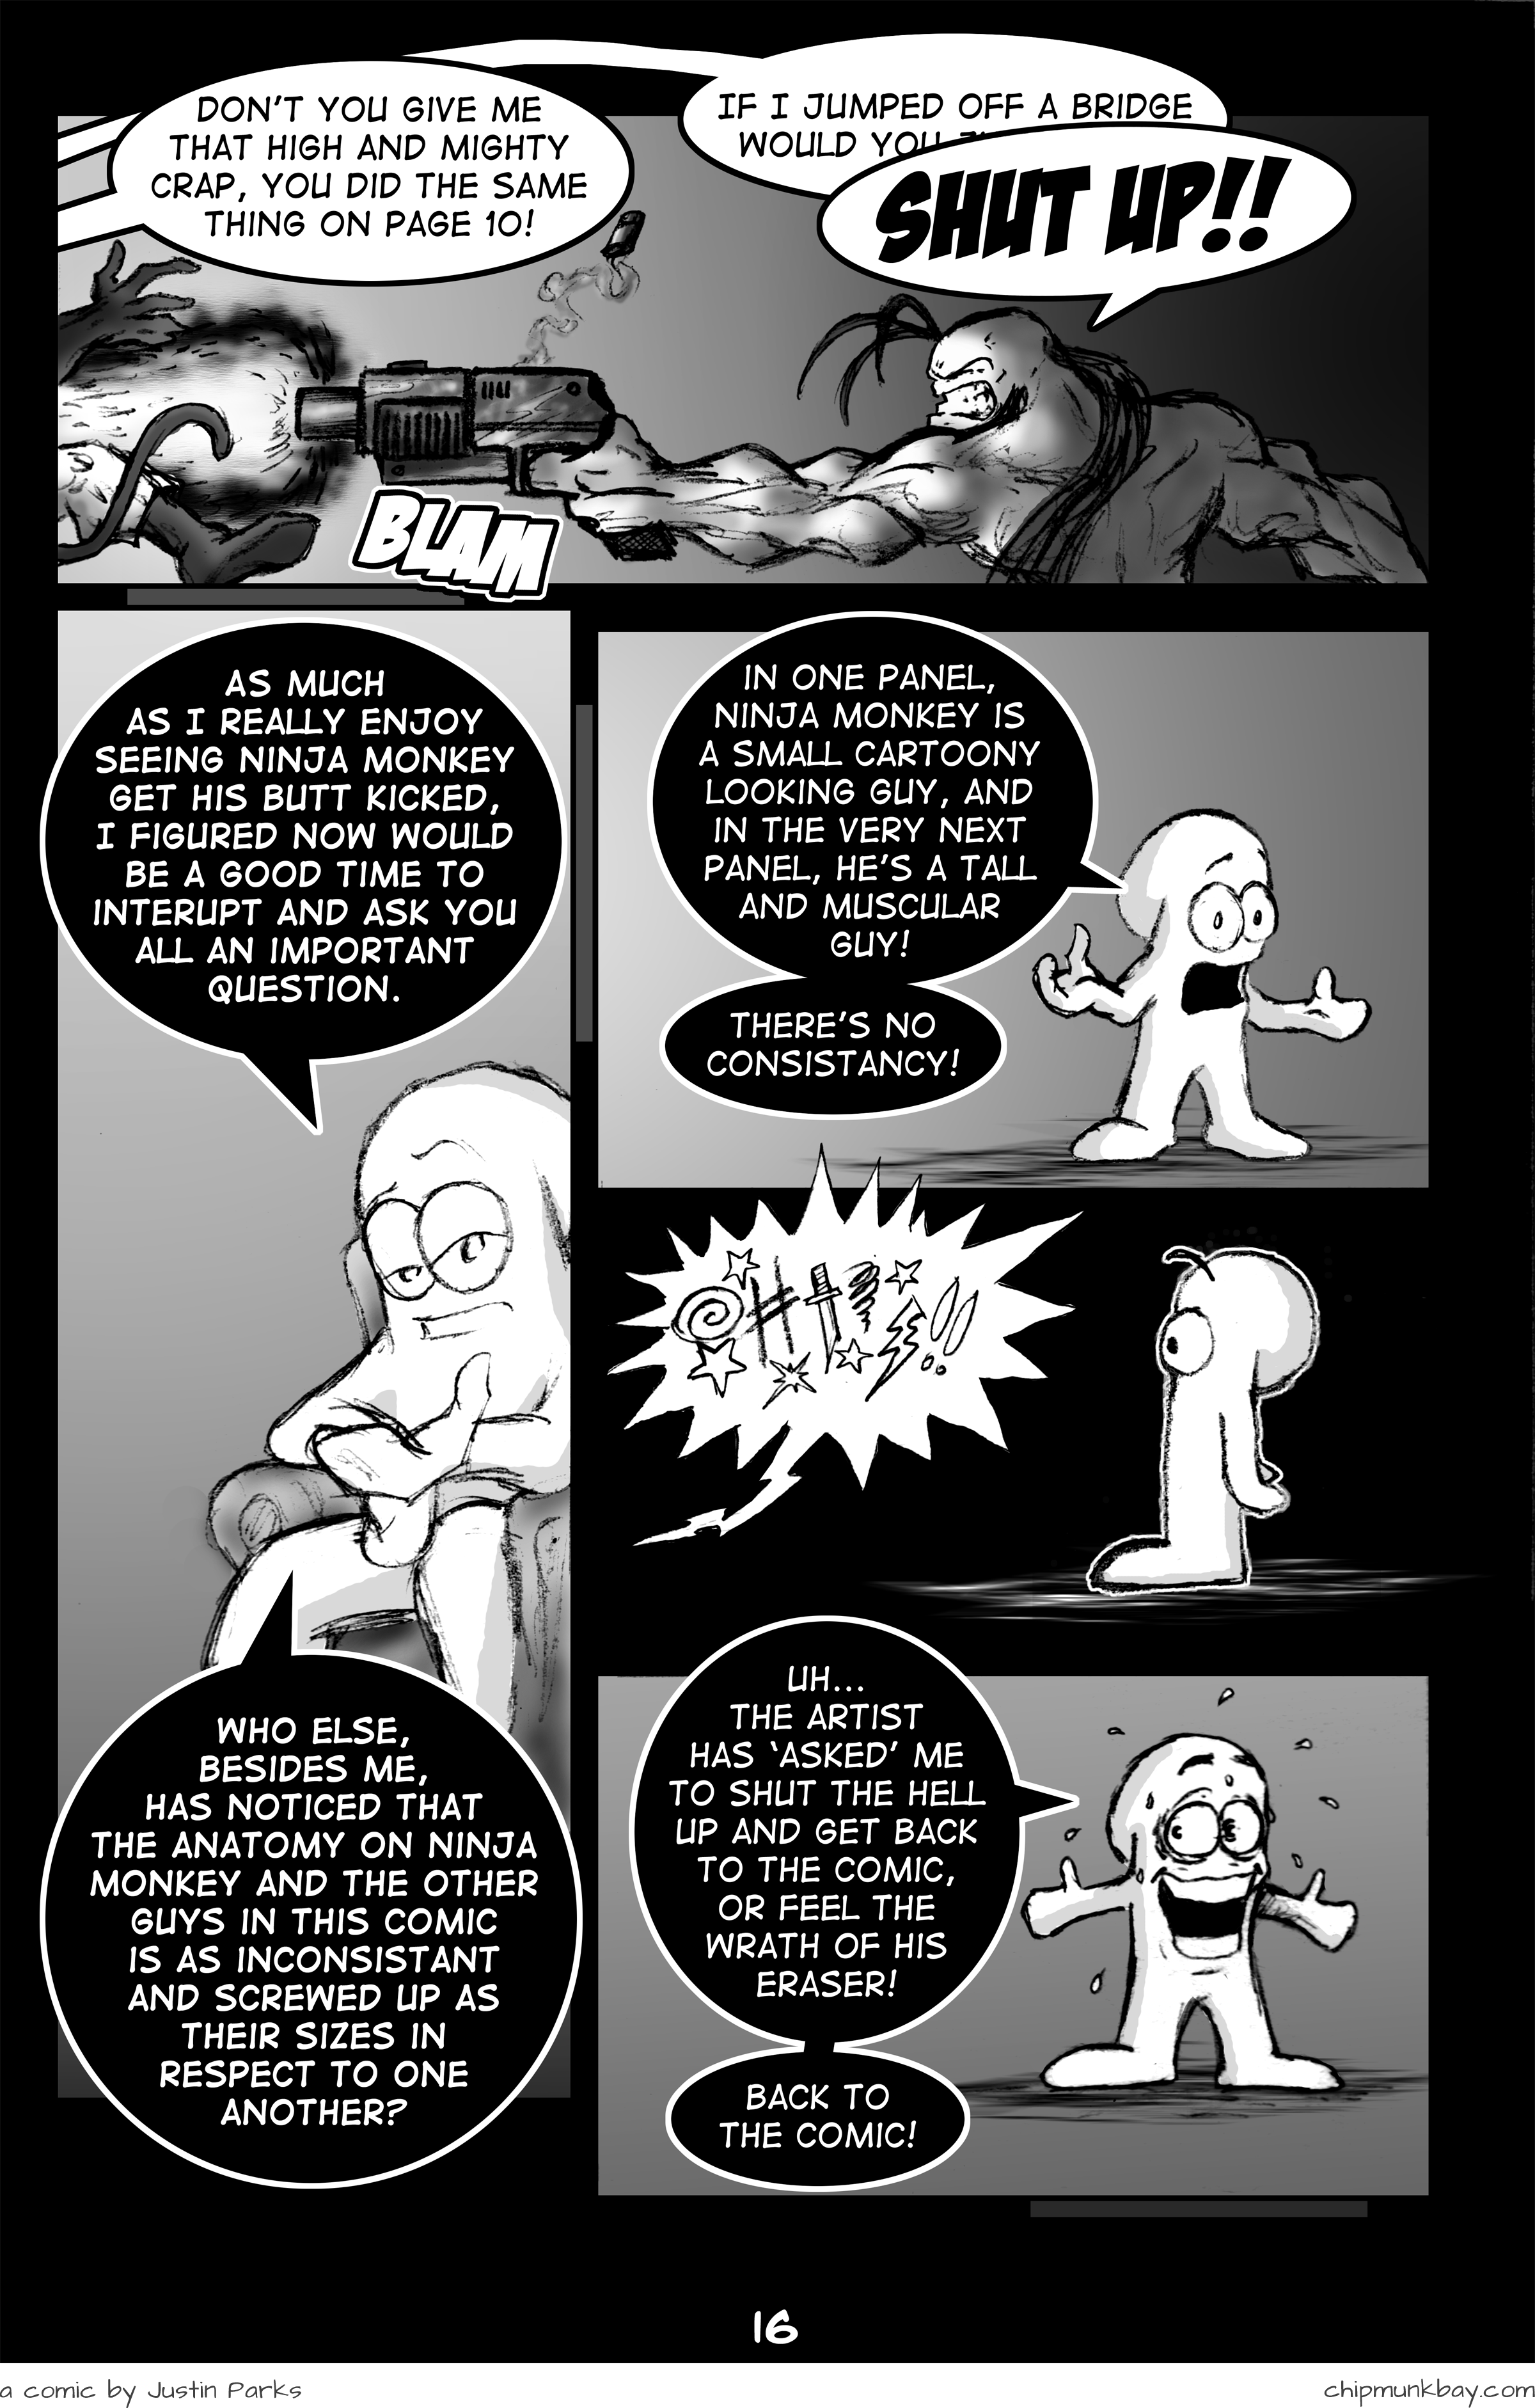 DON'T YOU GIVE ME
THAT HIGH AND MIGHTY
CRAP, YOU DID THE SAME
THING ON PAGE 10!
IF I JUMPED OFF A BRIDGE
WOULD YOU
SHUT UP!!
BLAM
AS MUCH
AS I REALLY ENJOY
SEEING NINJA MONKEY
GET HIS BUTT KICKED,
I FIGURED NOW WOULD
BE A GOOD TIME TO
INTERUPT AND ASK YOU
ALL AN IMPORTANT
QUESTION.
WHO ELSE,
BESIDES ME,
HAS NOTICED THAT
THE ANATOMY ON NINJA
MONKEY AND THE OTHER
GUYS IN THIS COMIC
IS AS INCONSISTANT
AND SCREWED UP AS
THEIR SIZES IN
RESPECT TO ONE
ANOTHER?
IN ONE PANEL,
NINJA MONKEY IS
A SMALL CARTOONY
LOOKING GUY, AND
IN THE VERY NEXT
PANEL, HE'S A TALL
AND MUSCULAR
GUY!
THERE'S NO
CONSISTANCY!
UH...
THE ARTIST
HAS 'ASKED' ME
TO SHUT THE HELL
UP AND GET BACK
TO THE COMIC,
OR FEEL THE
WRATH OF HIS
ERASER!
BACK TO
THE COMIC!
16
a comic by Justin Parks
chipmunkbay.com